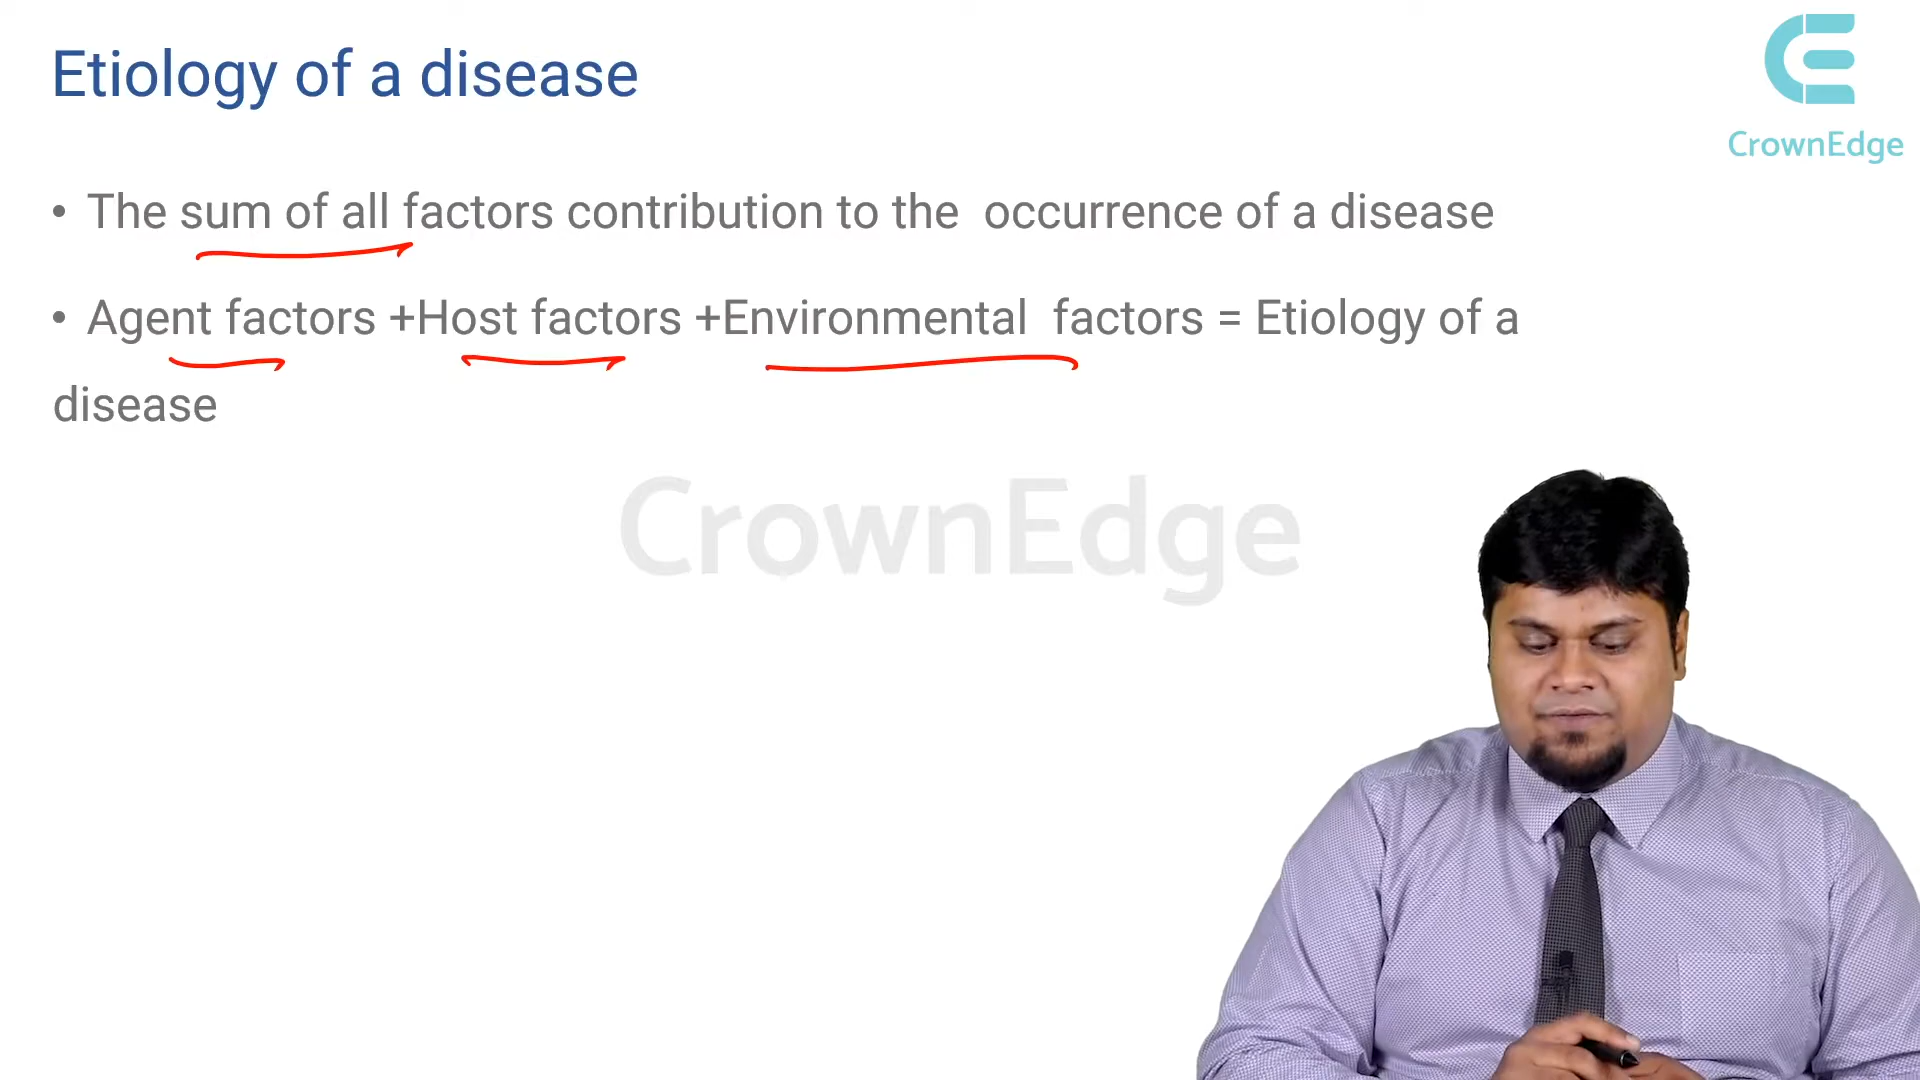 Etiology of a disease
CrownEdge
• The sum of all factors contribution to the occurrence of a disease
• Agent factors +Host factors +Environmental factors = Etiology of a
disease
CrownEdge